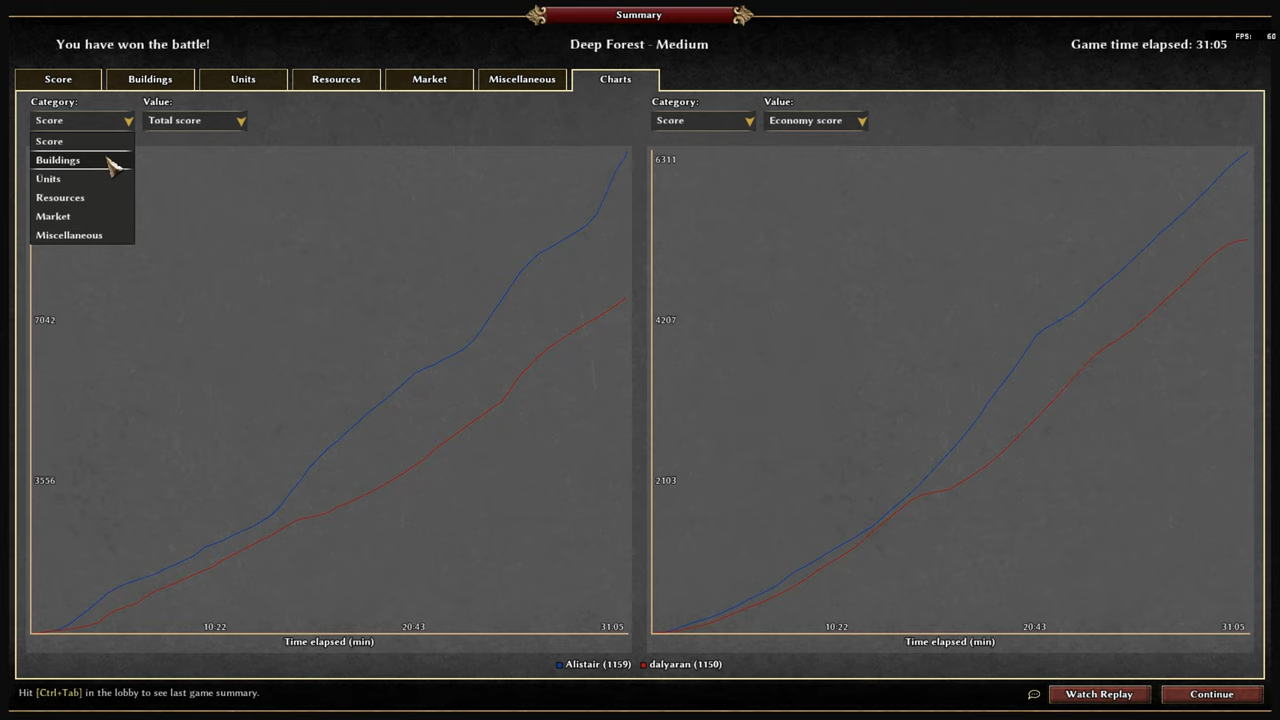 Summary
You have won the battle!
Deep Forest - Medium
Game time elapsed: 31:05
FPS: 60
Score
Buildings
Units
Resources
Market
Miscellaneous
Charts
Category:
Value:
Score
Total score
Score
Buildings
Units
Resources
Market
Miscellaneous
7042
3556
10:22
20:43
31:05
Time elapsed (min)
Category:
Value:
Score
Economy score
6311
4207
2103
10:22
20:43
31:05
Time elapsed (min)
Alistair (1159)
dalyaran (1150)
Hit [Ctrl+Tab] in the lobby to see last game summary.
Watch Replay
Continue